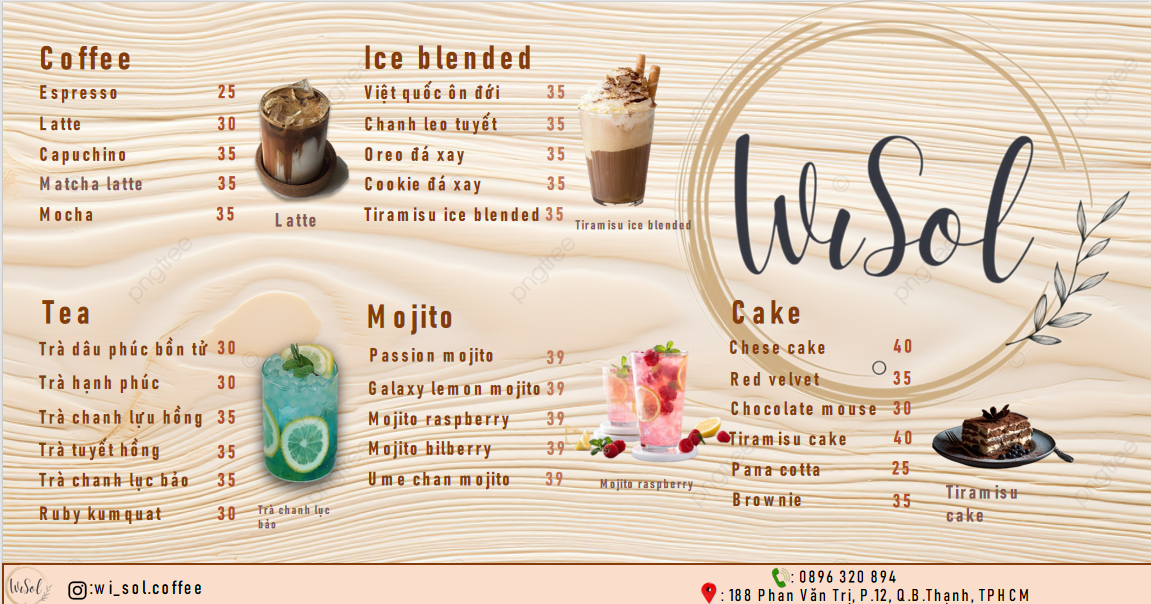 Coffee
Espresso 25
Latte 30
Capuchino 35
Matcha latte 35
Mocha 35
Latte
Ice blended
Việt quốc ôn đới 35
Chanh leo tuyết 35
Oreo đá xay 35
Cookie đá xay 35
Tiramisu ice blended 35
Tiramisu ice blended
WiSol
Tea
Trà dâu phúc bồn tử 30
Trà hạnh phúc 30
Trà chanh lựu hồng 35
Trà tuyết hồng 35
Trà chanh lục bảo 35
Ruby kumquat 30
Trà chanh lục
bảo
Mojito
Passion mojito 39
Galaxy lemon mojito 39
Mojito raspberry 39
Mojito bilberry 39
Ume chan mojito 39
Mojito raspberry
Cake
Chese cake 40
Red velvet 35
Chocolate mouse 30
Tiramisu cake 40
Pana cotta 25
Brownie 35
Tiramisu
cake
WiSol
:wi_sol.coffee
: 0896 320 894
: 188 Phan Văn Trị, P.12, Q.B.Thạnh, TPHCM
pngtree